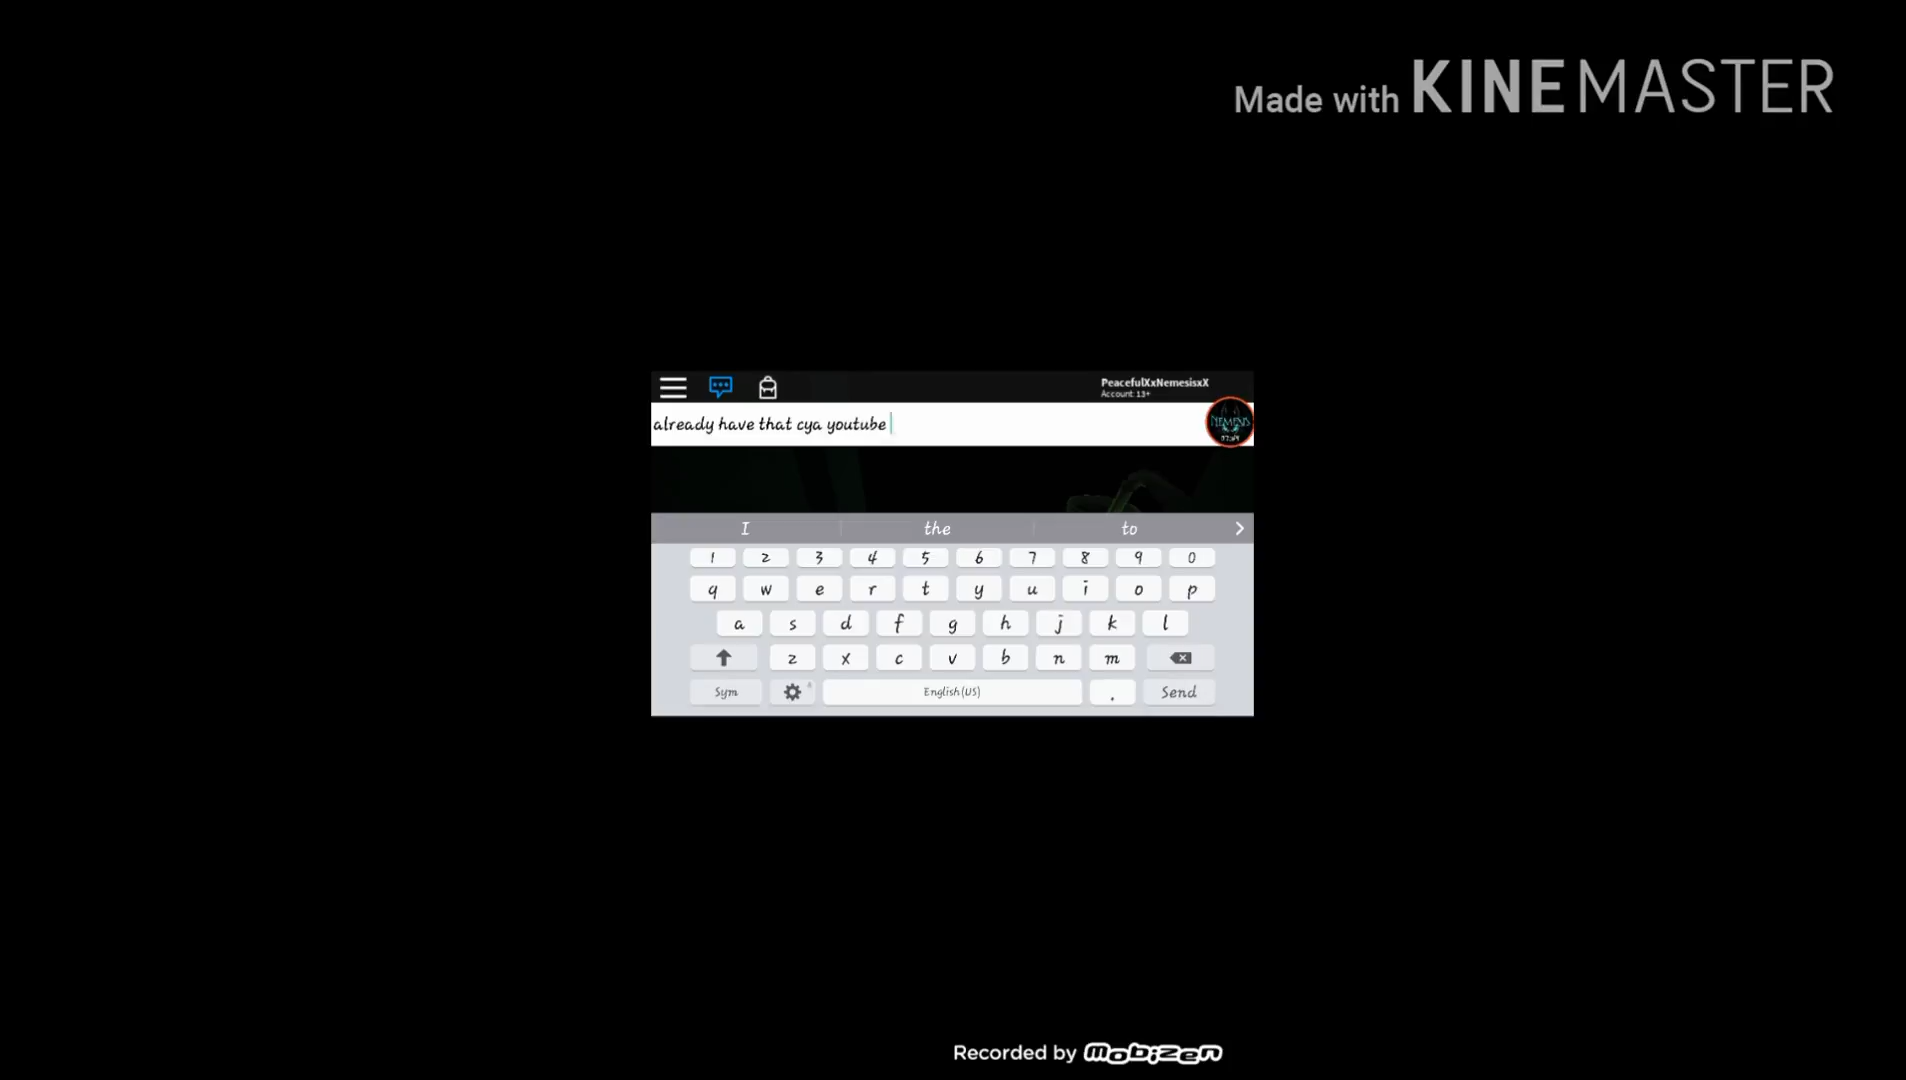 Made with KINEMASTER
PeacefulXxNemesisxX
Account: 13+
already have that cya youtube
NEMESIS
I the to
1 2 3 4 5 6 7 8 9 0
q w e r t y u i o p
a s d f g h j k l
z x c v b n m
Sym English(US) . Send
Recorded by Mobizen